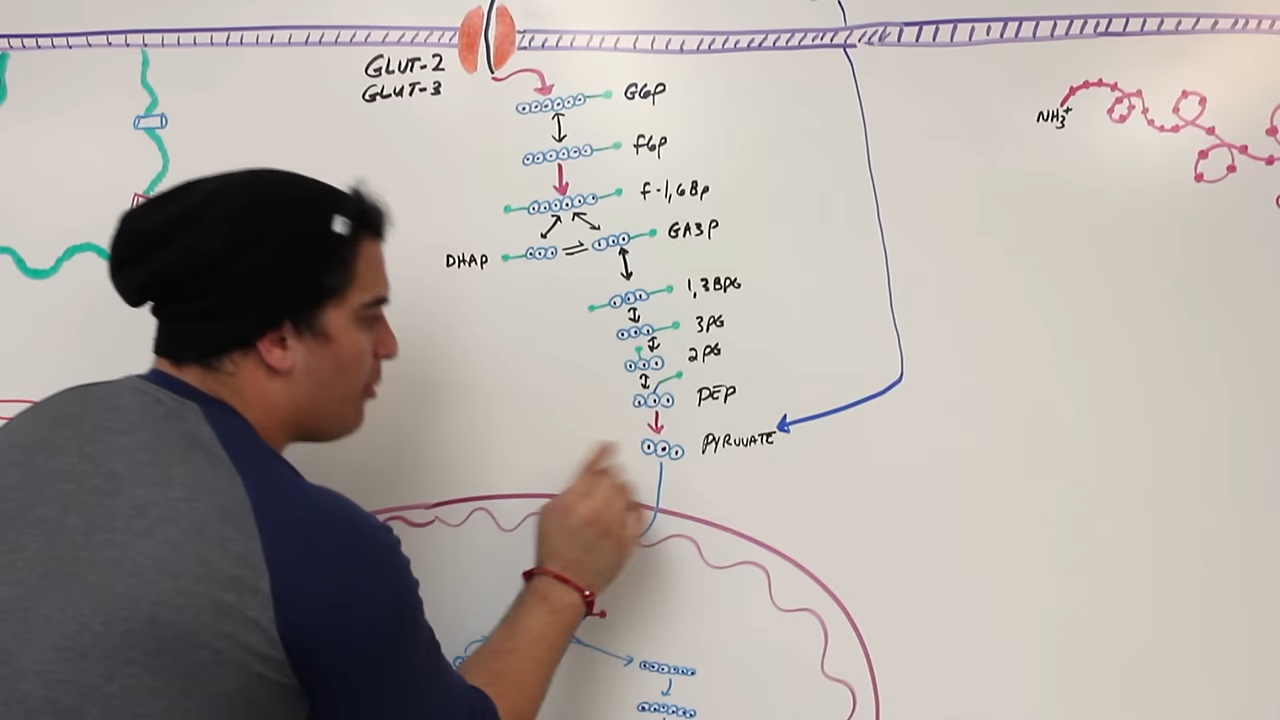 GLUT-2
GLUT-3
G6P
F6P
F-1,6BP
GA3P
DHAP
1,3BPG
3PG
2PG
PEP
PYRUVATE
NH3+